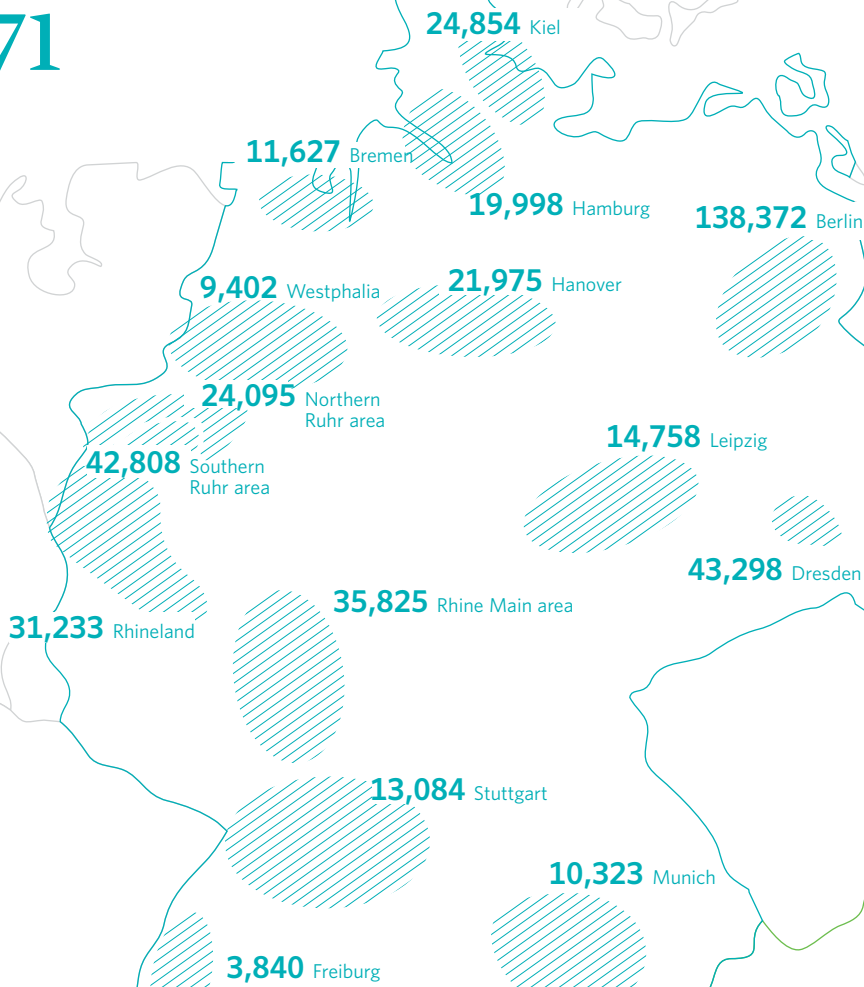 71
24,854 Kiel
11,627 Bremen
19,998 Hamburg
138,372 Berlin
9,402 Westphalia
21,975 Hanover
24,095 Northern
Ruhr area
14,758 Leipzig
42,808 Southern
Ruhr area
43,298 Dresden
35,825 Rhine Main area
31,233 Rhineland
13,084 Stuttgart
10,323 Munich
3,840 Freiburg